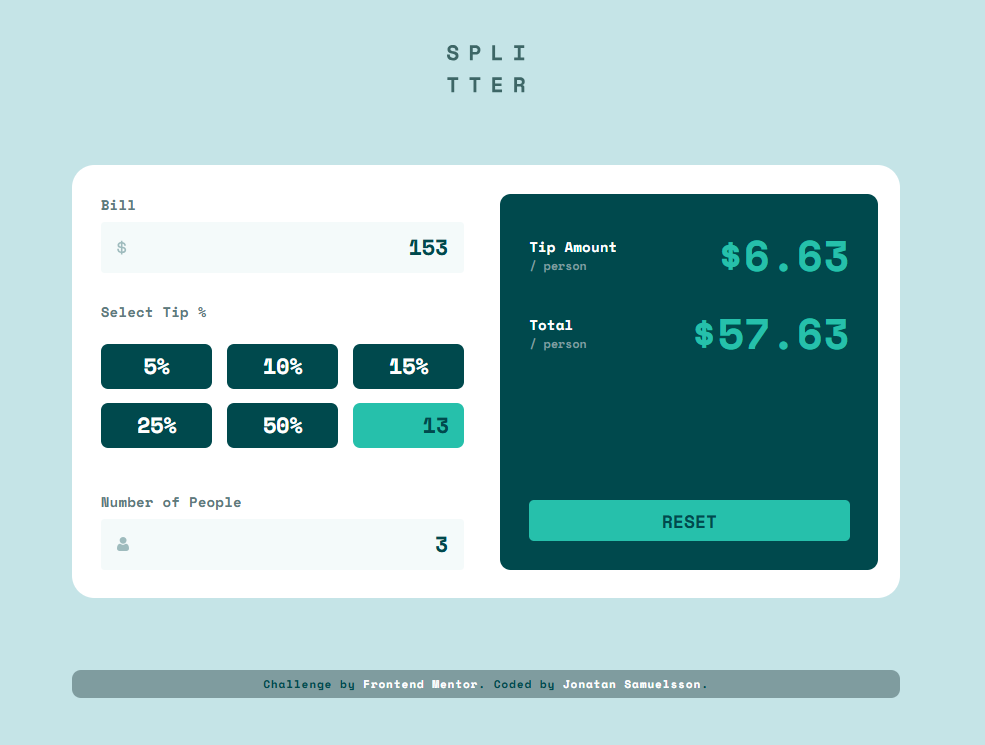 SPLI
TTER
Bill
$ 153
Select Tip %
5% 10% 15%
25% 50% 13
Number of People
3
Tip Amount
/ person
$6.63
Total
/ person
$57.63
RESET
Challenge by Frontend Mentor. Coded by Jonatan Samuelsson.